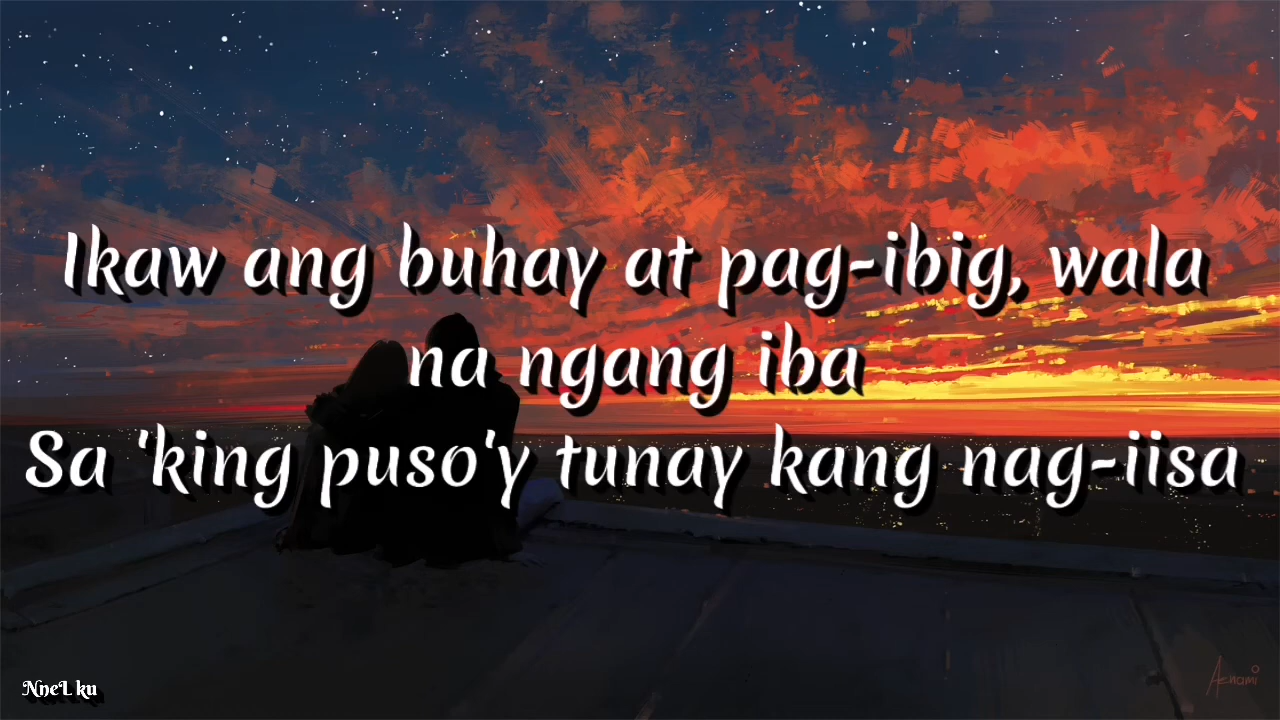 Ikaw ang buhay at pag-ibig, wala
na ngang iba
Sa 'king puso'y tunay kang nag-iisa
NneL ku
Aenami